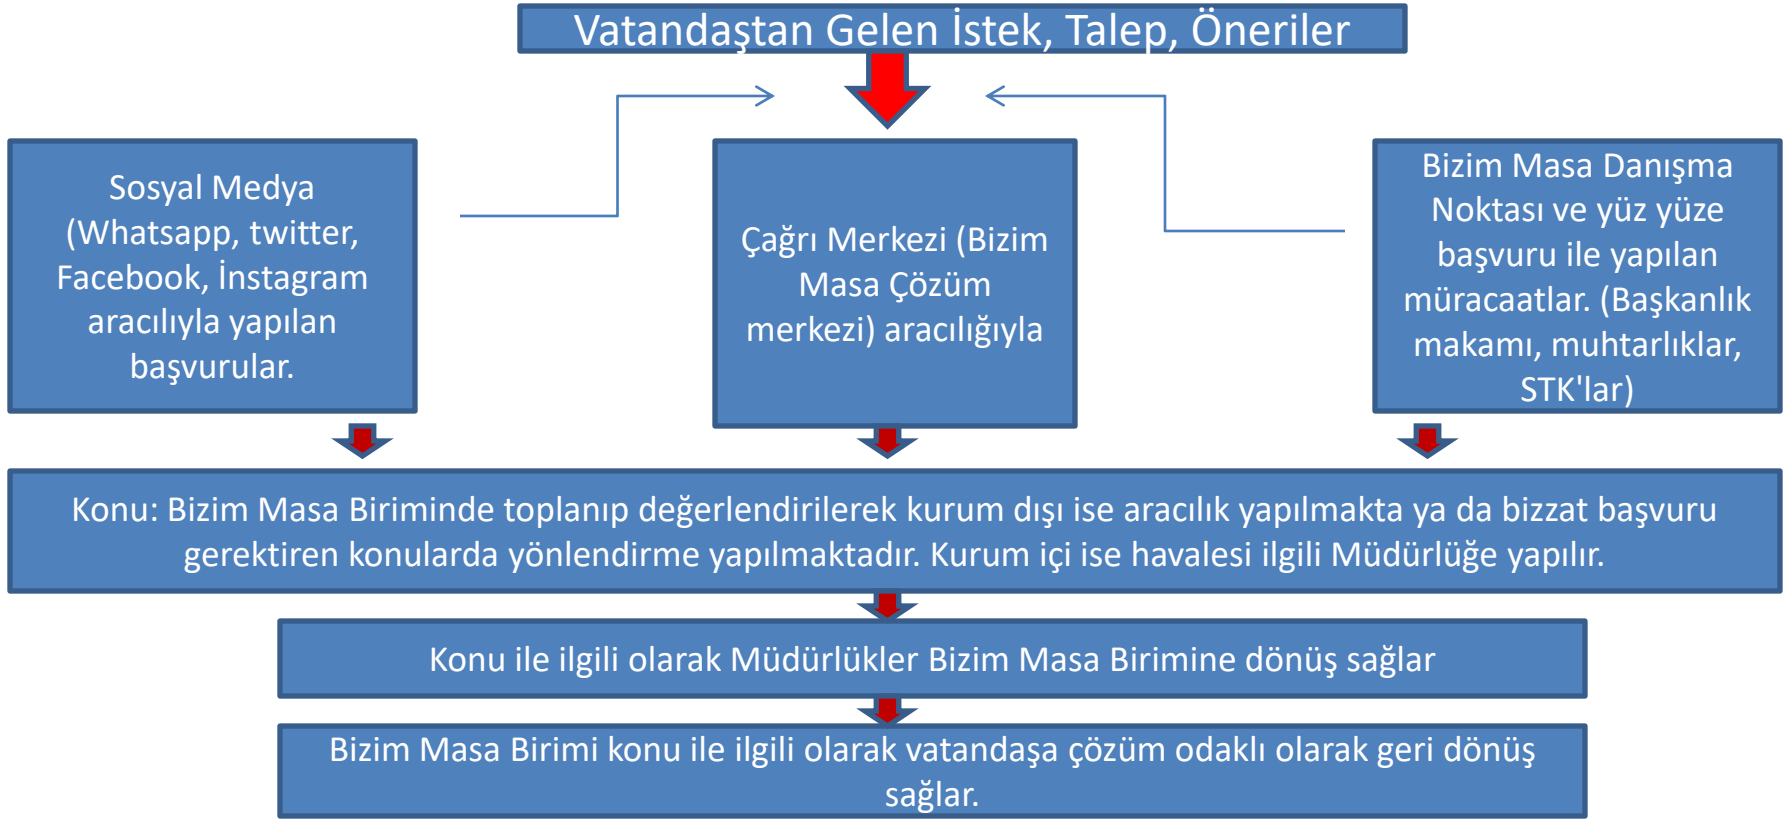 Vatandaştan Gelen İstek, Talep, Öneriler
Sosyal Medya
(Whatsapp, twitter,
Facebook, İnstagram
aracılıyla yapılan
başvurular.
Çağrı Merkezi (Bizim
Masa Çözüm
merkezi) aracılığıyla
Bizim Masa Danışma
Noktası ve yüz yüze
başvuru ile yapılan
müracaatlar. (Başkanlık
makamı, muhtarlıklar,
STK'lar)
Konu: Bizim Masa Biriminde toplanıp değerlendirilerek kurum dışı ise aracılık yapılmakta ya da bizzat başvuru
gerektiren konularda yönlendirme yapılmaktadır. Kurum içi ise havalesi ilgili Müdürlüğe yapılır.
Konu ile ilgili olarak Müdürlükler Bizim Masa Birimine dönüş sağlar
Bizim Masa Birimi konu ile ilgili olarak vatandaşa çözüm odaklı olarak geri dönüş
sağlar.